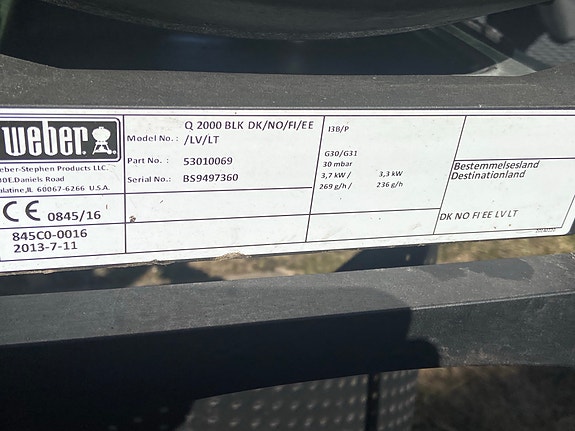 weber
Weber-Stephen Products LLC.
Daniels Road
Palatine,IL 60067-6266 U.S.A.
CE 0845/16
845C0-0016
2013-7-11
Model No.: Q 2000 BLK DK/NO/FI/EE
/LV/LT
Part No. : 53010069
Serial No.: BS9497360
I3B/P
G30/G31
30 mbar
3,7 kW / 3,3 kW
269 g/h / 236 g/h
Bestemmelsesland
Destinationland
DK NO FI EE LV LT